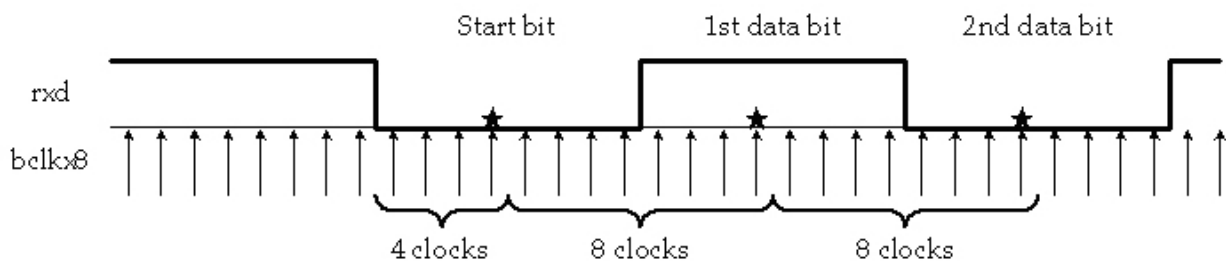 Start bit 1st data bit 2nd data bit
rxd
bclkx8
4 clocks 8 clocks 8 clocks